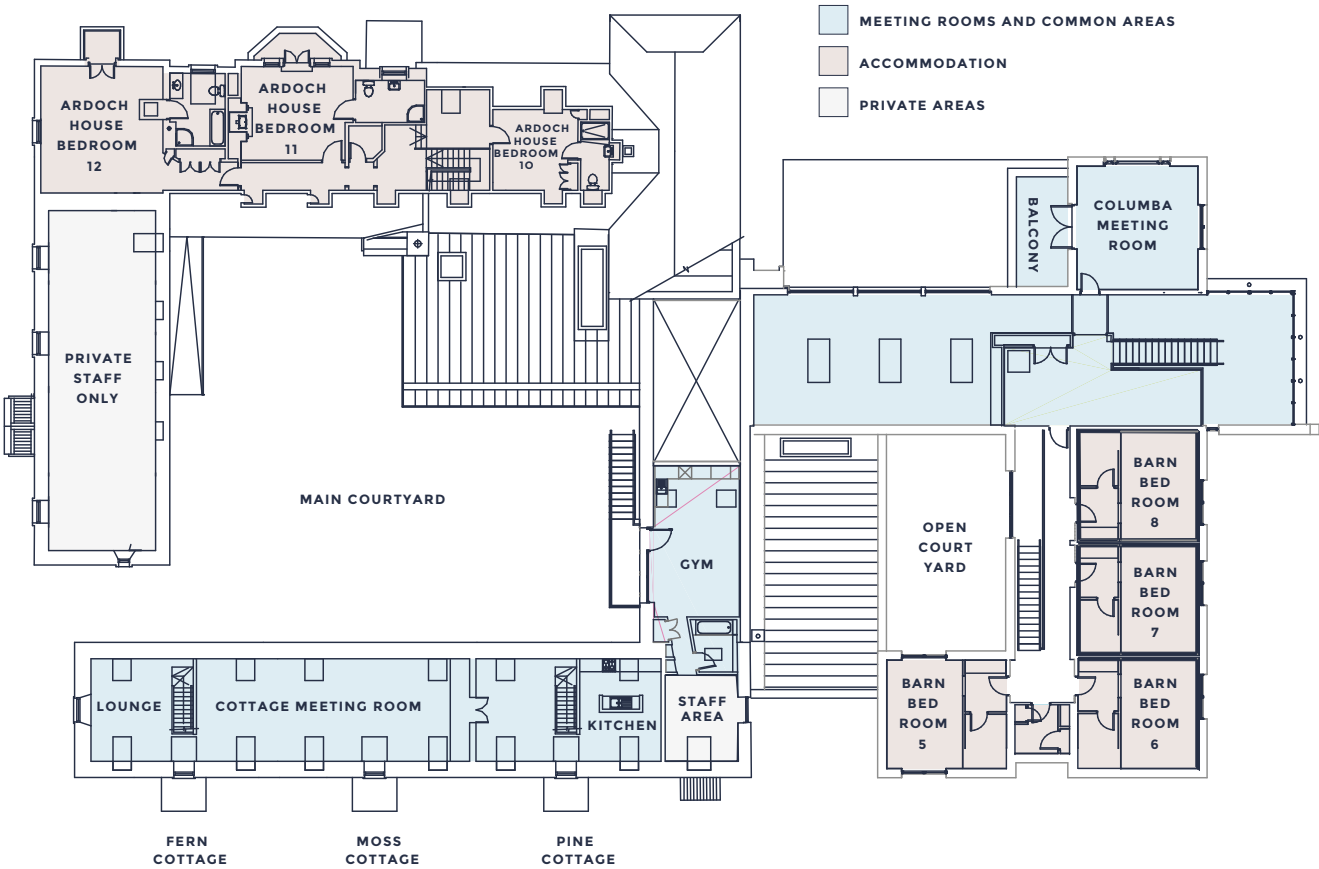 MEETING ROOMS AND COMMON AREAS
ACCOMMODATION
PRIVATE AREAS
ARDOCH
HOUSE
BEDROOM
12
ARDOCH
HOUSE
BEDROOM
11
ARDOCH
HOUSE
BEDROOM
10
BALCONY
COLUMBA
MEETING
ROOM
PRIVATE
STAFF
ONLY
MAIN COURTYARD
GYM
OPEN
COURT
YARD
BARN
BED
ROOM
8
BARN
BED
ROOM
7
BARN
BED
ROOM
6
BARN
BED
ROOM
5
LOUNGE
COTTAGE MEETING ROOM
KITCHEN
STAFF
AREA
FERN
COTTAGE
MOSS
COTTAGE
PINE
COTTAGE